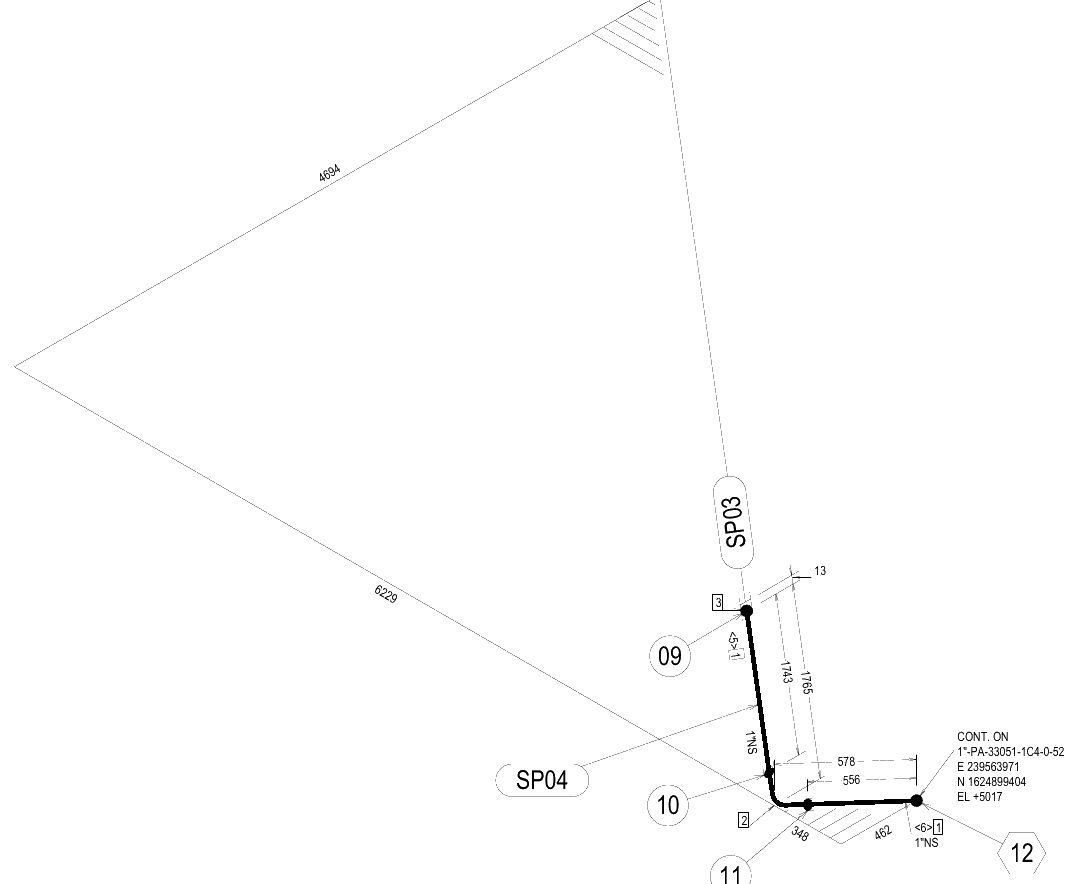 4694
6229
SP03
13
3
09
<5>1
1743
1765
1"NS
SP04
10
578
556
CONT. ON
1"-PA-33051-1C4-0-52
E 239563971
N 1624899404
EL +5017
2
348
462
<6>1
1"NS
11
12